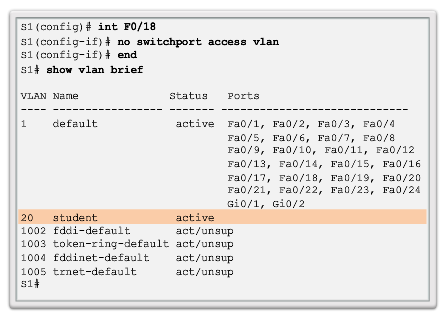 S1(config)# int F0/18
S1(config-if)# no switchport access vlan
S1(config-if)# end
S1# show vlan brief
VLAN Name Status Ports
---- ------------------ ------- ---------------------------
1 default active Fa0/1, Fa0/2, Fa0/3, Fa0/4
Fa0/5, Fa0/6, Fa0/7, Fa0/8
Fa0/9, Fa0/10, Fa0/11, Fa0/12
Fa0/13, Fa0/14, Fa0/15, Fa0/16
Fa0/17, Fa0/18, Fa0/19, Fa0/20
Fa0/21, Fa0/22, Fa0/23, Fa0/24
Gi0/1, Gi0/2
20 student active
1002 fddi-default act/unsup
1003 token-ring-default act/unsup
1004 fddinet-default act/unsup
1005 trnet-default act/unsup
S1#